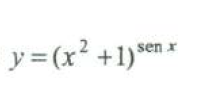 y = (x² + 1)^{sen x}